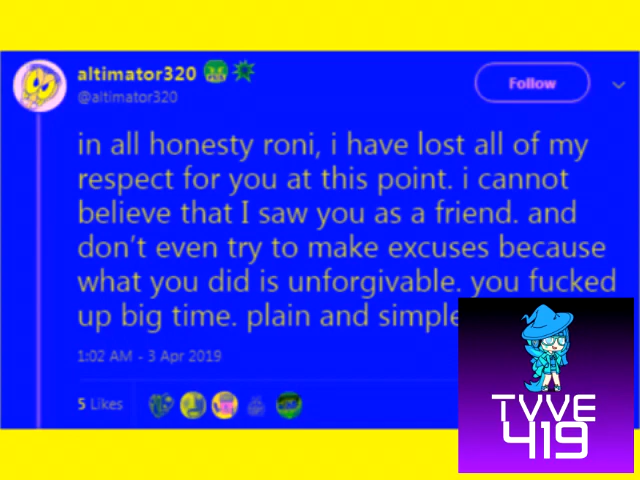 altimator320
@altimator320
Follow
in all honesty roni, i have lost all of my
respect for you at this point. i cannot
believe that I saw you as a friend. and
don’t even try to make excuses because
what you did is unforgivable. you fucked
up big time. plain and simple
1:02 AM - 3 Apr 2019
5 Likes
TVVE
419